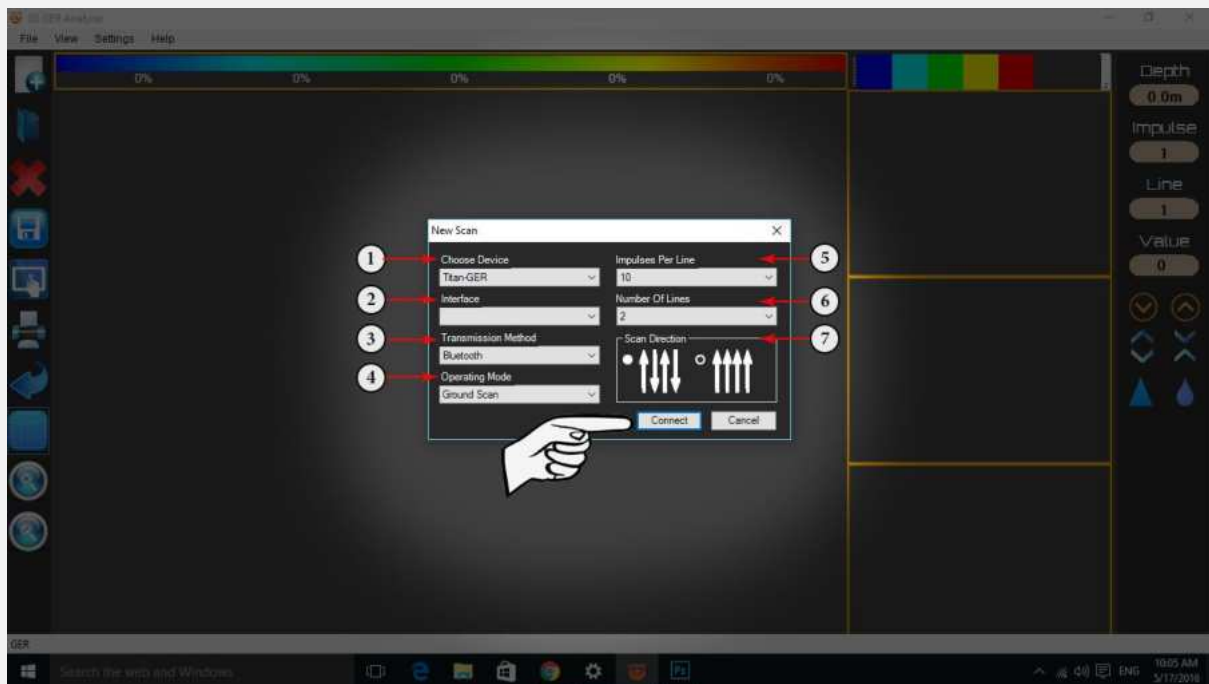 GER Analyzer
File View Settings Help
0% 0% 0% 0% 0%
Depth
0.0m
Impulse
1
Line
1
Value
0
New Scan
1 Choose Device
Titan-GER
2 Interface
3 Transmission Method
Bluetooth
4 Operating Mode
Ground Scan
Impulses Per Line 5
10
Number Of Lines 6
2
Scan Direction 7
Connect Cancel
GER
Search the web and Windows
Ps
ENG
10:05 AM
5/17/2016